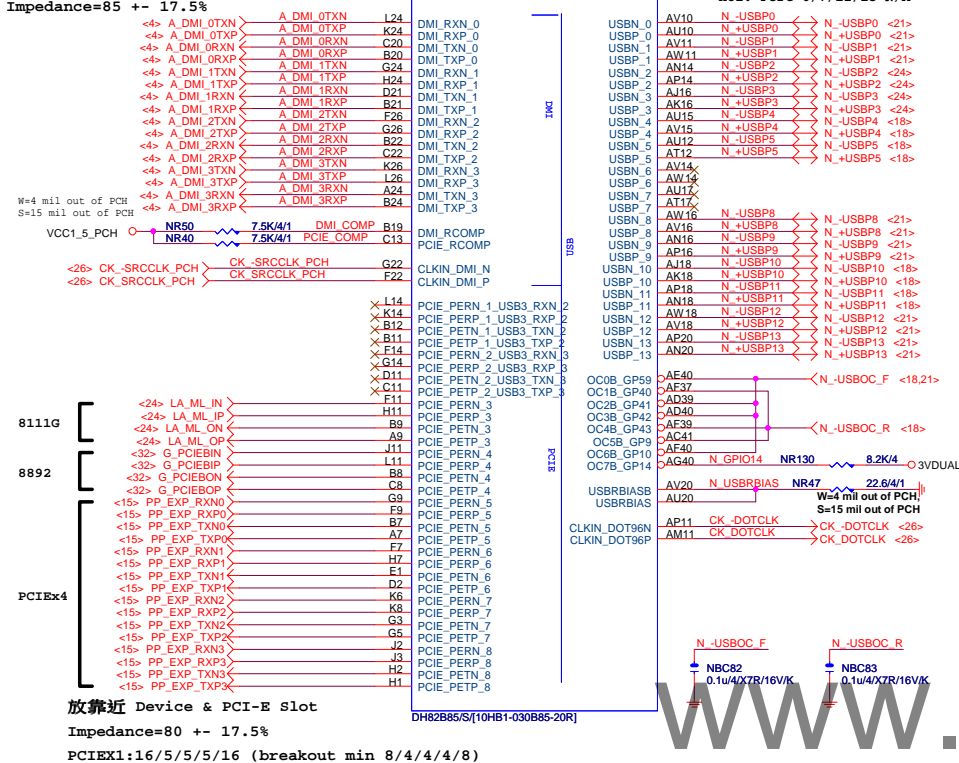 Impedance=85 +- 17.5%
<4> A_DMI_0TXN A_DMI_0TXN L24 DMI_RXN_0
<4> A_DMI_0TXP A_DMI_0TXP K24 DMI_RXP_0
<4> A_DMI_0RXN A_DMI_0RXN C20 DMI_TXN_0
<4> A_DMI_0RXP A_DMI_0RXP B20 DMI_TXP_0
<4> A_DMI_1TXN A_DMI_1TXN G24 DMI_RXN_1
<4> A_DMI_1TXP A_DMI_1TXP H24 DMI_RXP_1
<4> A_DMI_1RXN A_DMI_1RXN D21 DMI_TXN_1
<4> A_DMI_1RXP A_DMI_1RXP B21 DMI_TXP_1
<4> A_DMI_2TXN A_DMI_2TXN F26 DMI_RXN_2
<4> A_DMI_2TXP A_DMI_2TXP G26 DMI_RXP_2
<4> A_DMI_2RXN A_DMI_2RXN B22 DMI_TXN_2
<4> A_DMI_2RXP A_DMI_2RXP C22 DMI_TXP_2
<4> A_DMI_3TXN A_DMI_3TXN K26 DMI_RXN_3
<4> A_DMI_3TXP A_DMI_3TXP L26 DMI_RXP_3
<4> A_DMI_3RXN A_DMI_3RXN A24 DMI_TXN_3
<4> A_DMI_3RXP A_DMI_3RXP B24 DMI_TXP_3
W=4 mil out of PCH
S=15 mil out of PCH
VCC1_5_PCH NR50 7.5K/4/1 DMI_COMP B19 DMI_RCOMP
NR40 7.5K/4/1 PCIE_COMP C13 PCIE_RCOMP
<26> CK_-SRCCLK_PCH CK_-SRCCLK_PCH G22 CLKIN_DMI_N
<26> CK_SRCCLK_PCH CK_SRCCLK_PCH F22 CLKIN_DMI_P
L14 PCIE_PERN_1_USB3_RXN_2
K14 PCIE_PERP_1_USB3_RXP_2
B12 PCIE_PETN_1_USB3_TXN_2
B11 PCIE_PETP_1_USB3_TXP_2
F14 PCIE_PERN_2_USB3_RXN_3
G14 PCIE_PERP_2_USB3_RXP_3
D11 PCIE_PETN_2_USB3_TXN_3
C11 PCIE_PETP_2_USB3_TXP_3
8111G
<24> LA_ML_IN F11 PCIE_PERN_3
<24> LA_ML_IP H11 PCIE_PERP_3
<24> LA_ML_ON B9 PCIE_PETN_3
<24> LA_ML_OP A9 PCIE_PETP_3
8892
<32> G_PCIEBIN J11 PCIE_PERN_4
<32> G_PCIEBIP L11 PCIE_PERP_4
<32> G_PCIEBON B8 PCIE_PETN_4
<32> G_PCIEBOP C8 PCIE_PETP_4
PCIEx4
<15> PP_EXP_RXN0 G9 PCIE_PERN_5
<15> PP_EXP_RXP0 F9 PCIE_PERP_5
<15> PP_EXP_TXN0 B7 PCIE_PETN_5
<15> PP_EXP_TXP0 A7 PCIE_PETP_5
<15> PP_EXP_RXN1 F7 PCIE_PERN_6
<15> PP_EXP_RXP1 H7 PCIE_PERP_6
<15> PP_EXP_TXN1 E1 PCIE_PETN_6
<15> PP_EXP_TXP1 D2 PCIE_PETP_6
<15> PP_EXP_RXN2 K6 PCIE_PERN_7
<15> PP_EXP_RXP2 K8 PCIE_PERP_7
<15> PP_EXP_TXN2 G3 PCIE_PETN_7
<15> PP_EXP_TXP2 G5 PCIE_PETP_7
<15> PP_EXP_RXN3 J2 PCIE_PERN_8
<15> PP_EXP_RXP3 J3 PCIE_PERP_8
<15> PP_EXP_TXN3 H2 PCIE_PETN_8
<15> PP_EXP_TXP3 H1 PCIE_PETP_8
DMI
USB
PCIE
USBN_0 AV10 N_-USBP0 N_-USBP0 <21>
USBP_0 AU10 N_+USBP0 N_+USBP0 <21>
USBN_1 AV11 N_-USBP1 N_-USBP1 <21>
USBP_1 AW11 N_+USBP1 N_+USBP1 <21>
USBN_2 AN14 N_-USBP2 N_-USBP2 <24>
USBP_2 AP14 N_+USBP2 N_+USBP2 <24>
USBN_3 AJ16 N_-USBP3 N_-USBP3 <24>
USBP_3 AK16 N_+USBP3 N_+USBP3 <24>
USBN_4 AU15 N_-USBP4 N_-USBP4 <18>
USBP_4 AV15 N_+USBP4 N_+USBP4 <18>
USBN_5 AU12 N_-USBP5 N_-USBP5 <18>
USBP_5 AT12 N_+USBP5 N_+USBP5 <18>
USBN_6 AV14
USBP_6 AW14
USBN_7 AU17
USBP_7 AT17
USBN_8 AW16 N_-USBP8 N_-USBP8 <21>
USBP_8 AV16 N_+USBP8 N_+USBP8 <21>
USBN_9 AN16 N_-USBP9 N_-USBP9 <21>
USBP_9 AP16 N_+USBP9 N_+USBP9 <21>
USBN_10 AJ18 N_-USBP10 N_-USBP10 <18>
USBP_10 AK18 N_+USBP10 N_+USBP10 <18>
USBN_11 AP18 N_-USBP11 N_-USBP11 <18>
USBP_11 AN18 N_+USBP11 N_+USBP11 <18>
USBN_12 AW18 N_-USBP12 N_-USBP12 <21>
USBP_12 AV18 N_+USBP12 N_+USBP12 <21>
USBN_13 AP20 N_-USBP13 N_-USBP13 <21>
USBP_13 AN20 N_+USBP13 N_+USBP13 <21>
OC0B_GP59 AE40 N_-USBOC_F <18,21>
OC1B_GP40 AF37
OC2B_GP41 AD39
OC3B_GP42 AD40
OC4B_GP43 AF39 N_-USBOC_R <18>
OC5B_GP9 AC41
OC6B_GP10 AF40
OC7B_GP14 AG40 N_GPIO14 NR130 8.2K/4 3VDUAL
USBRBIASB AV20 N_USBRBIAS NR47 22.6/4/1
USBRBIAS AU20
W=4 mil out of PCH,
S=15 mil out of PCH
CLKIN_DOT96N AP11 CK_-DOTCLK CK_-DOTCLK <26>
CLKIN_DOT96P AM11 CK_DOTCLK CK_DOTCLK <26>
N_-USBOC_F N_-USBOC_R
NBC82 NBC83
0.1u/4/X7R/16V/K 0.1u/4/X7R/16V/K
DH82B85/S/[10HB1-030B85-20R]
放靠近 Device & PCI-E Slot
Impedance=80 +- 17.5%
PCIEX1:16/5/5/5/16 (breakout min 8/4/4/4/8)
www.